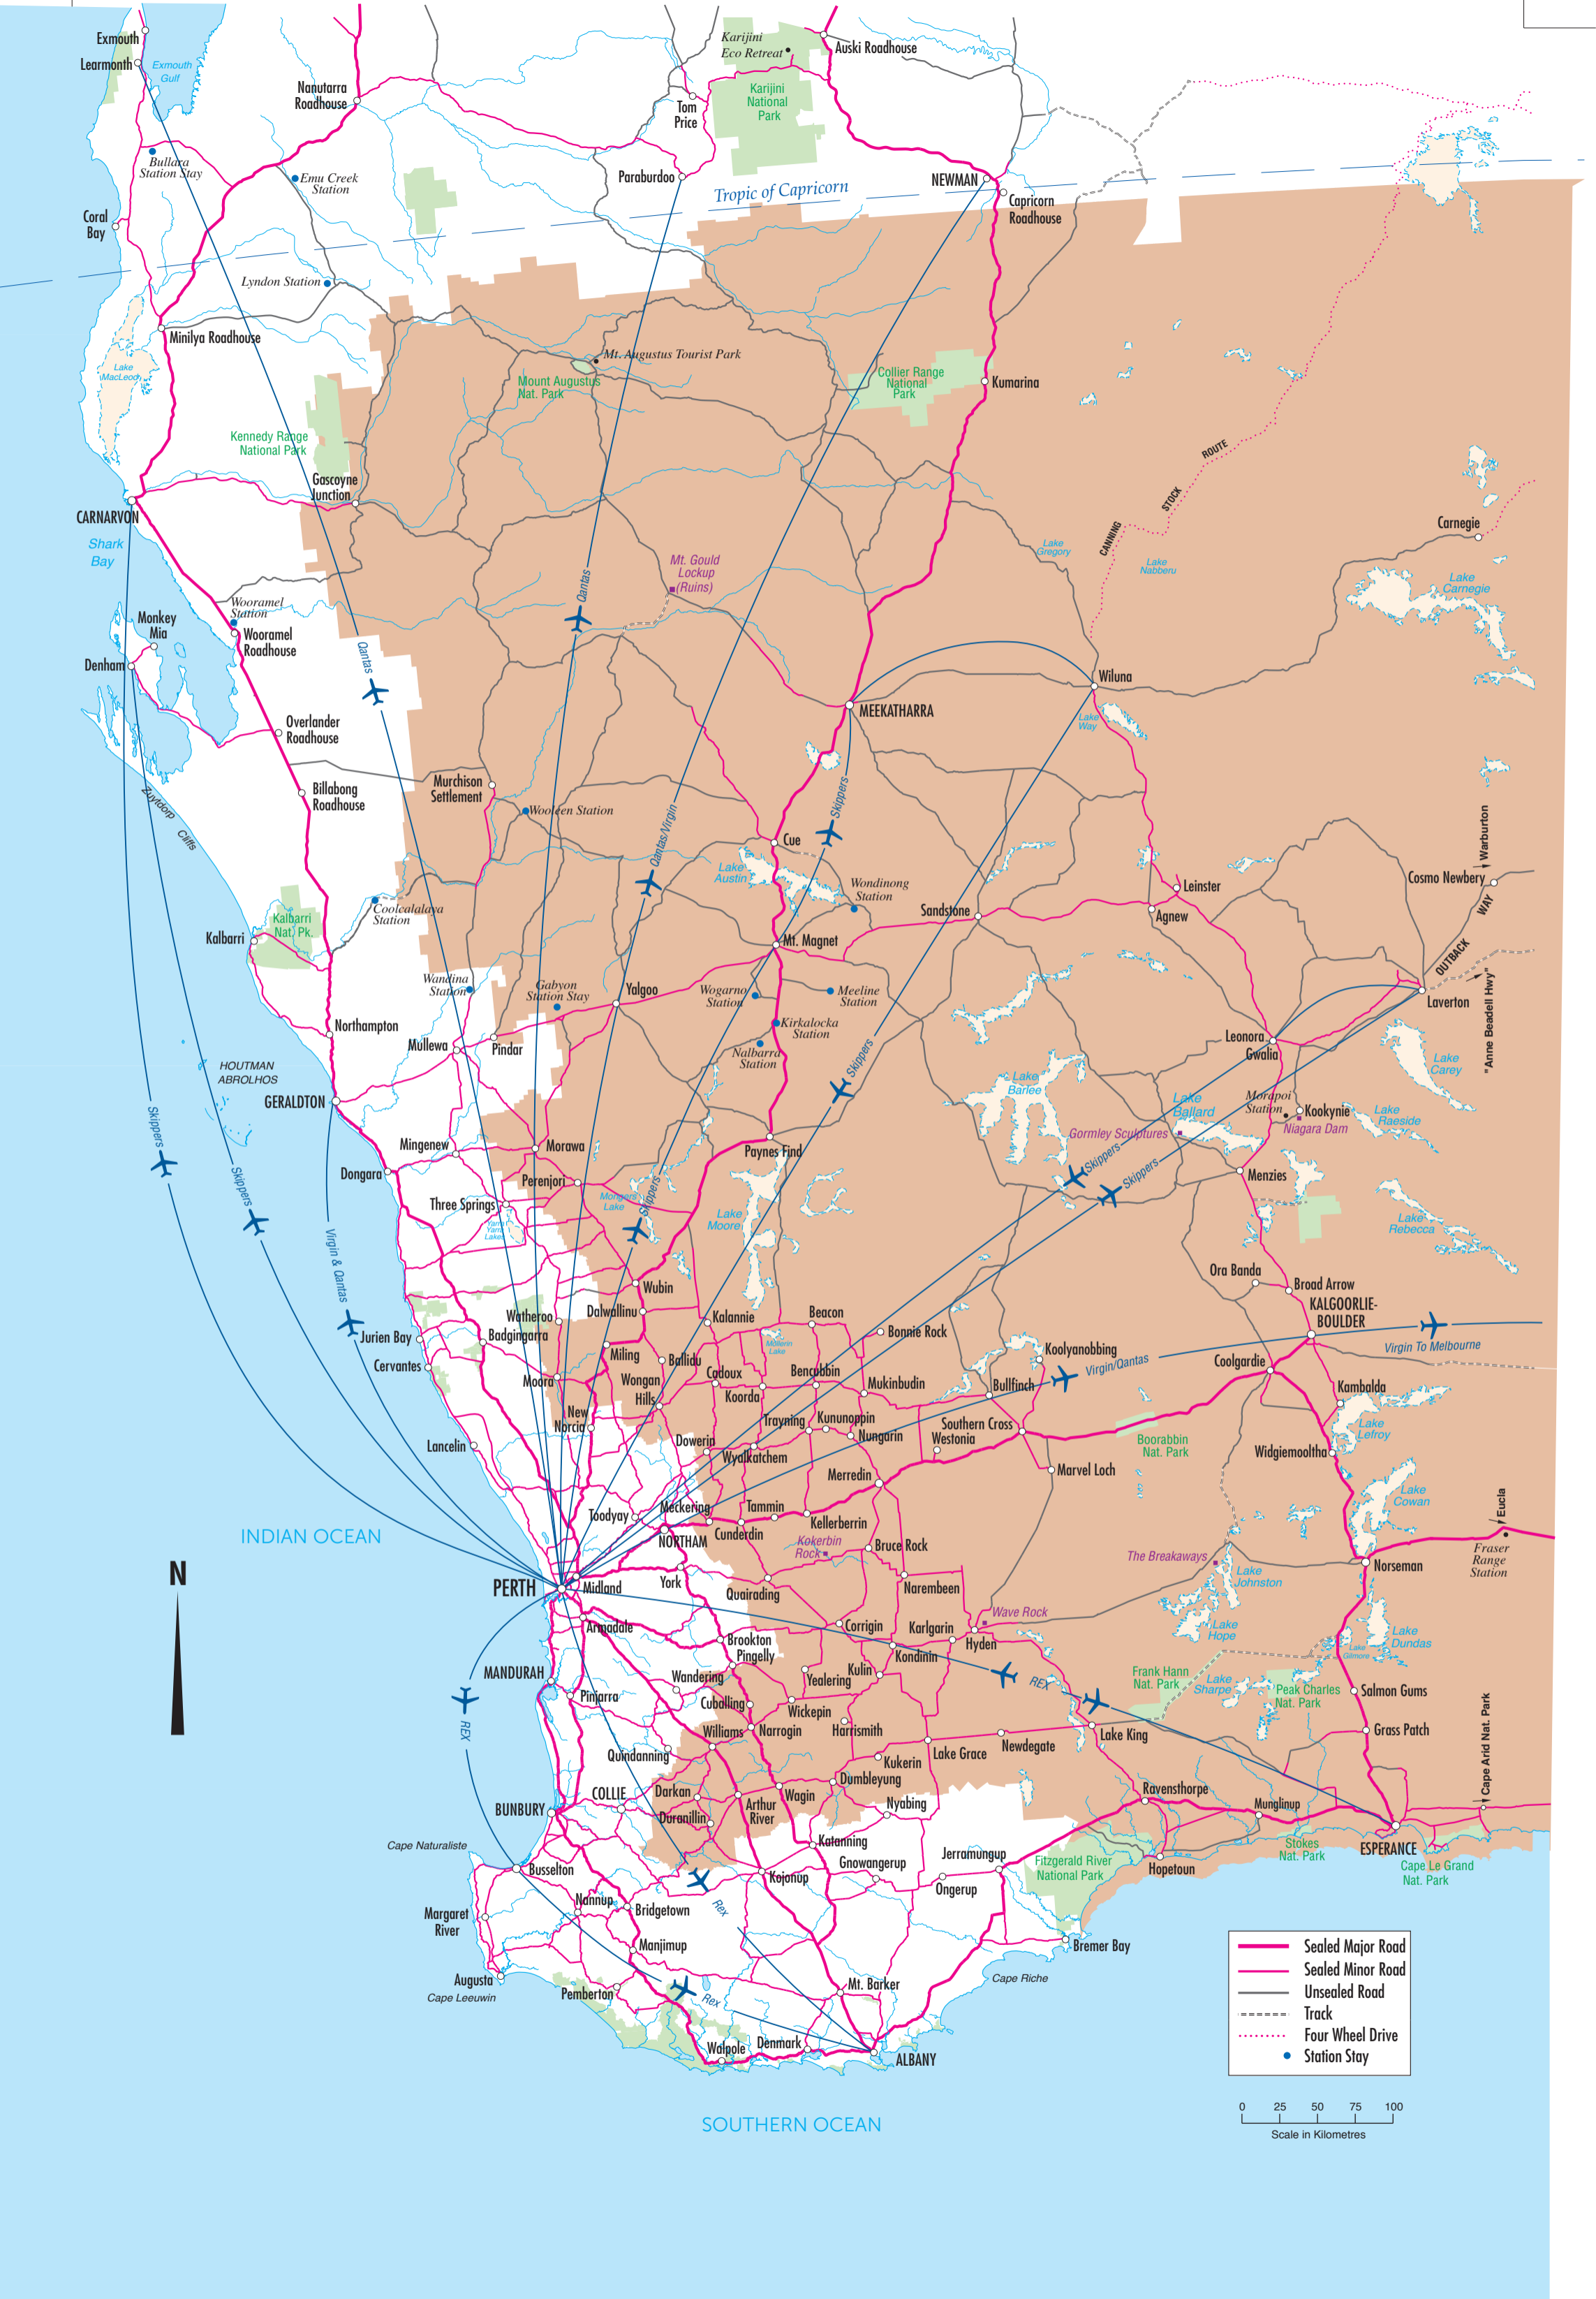 Exmouth
Learmonth
Exmouth
Gulf
Nanutarra
Roadhouse
Karijini
Eco Retreat
Auski Roadhouse
Karijini
National
Park
Tom
Price
Bullara
Station Stay
Emu Creek
Station
Paraburdoo
Tropic of Capricorn
NEWMAN
Capricorn
Roadhouse
Coral
Bay
Lyndon Station
Minilya Roadhouse
Lake
MacLeod
Mt. Augustus Tourist Park
Mount Augustus
Nat. Park
Collier Range
National
Park
Kumarina
Kennedy Range
National Park
Gascoyne
Junction
CARNARVON
Shark
Bay
CANNING
STOCK
ROUTE
Carnegie
Lake
Gregory
Lake
Nabberu
Lake
Carnegie
Mt. Gould
Lockup
(Ruins)
Qantas
Wooramel
Station
Wooramel
Roadhouse
Monkey
Mia
Denham
Qantas
Wiluna
MEEKATHARRA
Lake
Way
Overlander
Roadhouse
Billabong
Roadhouse
Murchison
Settlement
Wooleen Station
Zuytdorp
Cliffs
Qantas/Virgin
Skippers
Cue
Lake
Austin
Wondinong
Station
Sandstone
Leinster
Agnew
Warburton
Cosmo Newbery
WAY
OUTBACK
Laverton
"Anne Beadell Hwy"
Coolcalalaya
Station
Kalbarri
Nat. Pk.
Kalbarri
Mt. Magnet
Wandina
Station
Gabyon
Station Stay
Yalgoo
Wogarno
Station
Meeline
Station
Kirkalocka
Station
Nalbarra
Station
Northampton
Mullewa
Pindar
Skippers
Leonora
Gwalia
Lake
Carey
HOUTMAN
ABROLHOS
GERALDTON
Lake
Barlee
Lake
Ballard
Morapoi
Station
Kookynie
Niagara Dam
Lake
Raeside
Gormley Sculptures
Skippers
Skippers
Mingenew
Morawa
Paynes Find
Skippers
Skippers
Menzies
Dongara
Perenjori
Three Springs
Mongers
Lake
Skippers
Lake
Moore
Yarra
Yarra
Lakes
Lake
Rebecca
Virgin & Qantas
Ora Banda
Broad Arrow
KALGOORLIE-
BOULDER
Wubin
Dalwallinu
Kalannie
Beacon
Bonnie Rock
Watheroo
Jurien Bay
Badgingarra
Mollerin
Lake
Koolyanobbing
Virgin To Melbourne
Cervantes
Miling
Ballidu
Virgin/Qantas
Coolgardie
Moora
Wongan
Hills
Cadoux
Koorda
Bencubbin
Mukinbudin
Bullfinch
Kambalda
New
Norcia
Trayning
Kununoppin
Nungarin
Southern Cross
Westonia
Boorabbin
Nat. Park
Lake
Lefroy
Widgiemooltha
Lancelin
Dowerin
Wyalkatchem
Merredin
Marvel Loch
Lake
Cowan
Eucla
Toodyay
Meckering
Tammin
Cunderdin
Kellerberrin
INDIAN OCEAN
NORTHAM
Kokerbin
Rock
Bruce Rock
The Breakaways
Norseman
Fraser
Range
Station
N
PERTH
Midland
York
Quairading
Narembeen
Lake
Johnston
Armadale
Wave Rock
Lake
Hope
Lake
Dundas
Lake
Gilmore
Brookton
Pingelly
Corrigin
Karlgarin
Hyden
Kondinin
MANDURAH
Wandering
Yealering
Kulin
REX
Frank Hann
Nat. Park
Lake
Sharpe
Peak Charles
Nat. Park
Salmon Gums
Pinjarra
Cuballing
Wickepin
REX
Williams
Narrogin
Harrismith
Newdegate
Lake King
Grass Patch
Cape Arid Nat. Park
Quindanning
Kukerin
Lake Grace
Darkan
Dumbleyung
Wagin
Ravensthorpe
Munglinup
COLLIE
BUNBURY
Duranillin
Arthur
River
Nyabing
Cape Naturaliste
Katanning
Stokes
Nat. Park
ESPERANCE
Busselton
Kojonup
Gnowangerup
Jerramungup
Ongerup
Fitzgerald River
National Park
Hopetoun
Cape Le Grand
Nat. Park
Nannup
Rex
Margaret
River
Bridgetown
Manjimup
Bremer Bay
Augusta
Cape Leeuwin
Pemberton
Rex
Mt. Barker
Cape Riche
Walpole
Denmark
ALBANY
Sealed Major Road
Sealed Minor Road
Unsealed Road
Track
Four Wheel Drive
Station Stay
0 25 50 75 100
Scale in Kilometres
SOUTHERN OCEAN